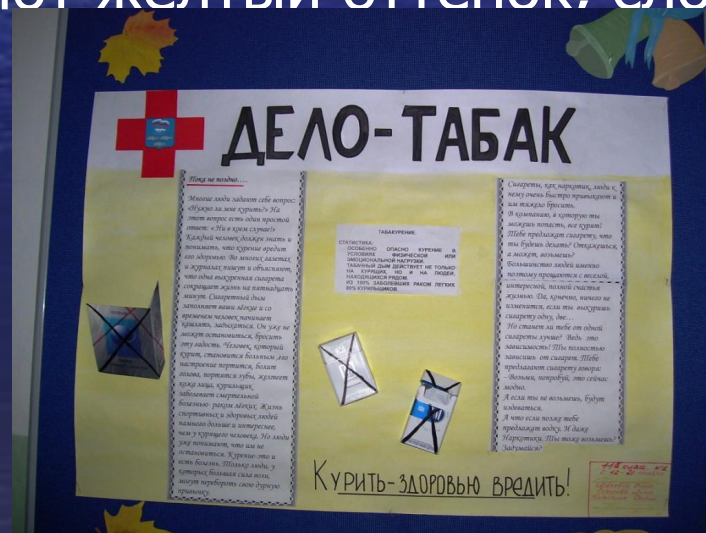 ют желтый оттенок, сло
ДЕЛО-ТАБАК
Пока не поздно....
Многие люди задают себе вопрос:
«Нужно ли мне курить?» На
этот вопрос есть один простой
ответ: « Ни в коем случае!»
Каждый человек должен знать и
понимать, что курение вредит
его здоровью. Во многих газетах
и журналах пишут и объясняют,
что одна выкуренная сигарета
сокращает жизнь на пятнадцать
минут. Сигаретный дым
заполняет ваши лёгкие и со
временем человек начинает
кашлять, задыхаться. Он уже не
может остановиться, бросить
эту гадость. Человек, который
курит, становится больным ,его
настроение портится, болит
голова, портятся зубы, желтеет
кожа лица, курильщик
заболевает смертельной
болезнью- раком лёгких. Жизнь
спортивных и здоровых людей
намного дольше и интереснее,
чем у курящего человека. Но люди
уже понимают, что им не
остановиться. Курение-это и
есть болезнь. Только люди, у
которых большая сила воли,
могут перебороть свою дурную
привычку.
ТАБАКУРЕНИЕ.
СТАТИСТИКА:
ОСОБЕННО ОПАСНО КУРЕНИЕ В
УСЛОВИЯХ ФИЗИЧЕСКОЙ ИЛИ
ЭМОЦИОНАЛЬНОЙ НАГРУЗКИ.
ТАБАЧНЫЙ ДЫМ ДЕЙСТВУЕТ НЕ ТОЛЬКО
НА КУРЯЩИХ, НО И НА ЛЮДЕЙ,
НАХОДЯЩИХСЯ РЯДОМ.
ИЗ 100% ЗАБОЛЕВШИХ РАКОМ ЛЕГКИХ
95% КУРИЛЬЩИКОВ.
Сигареты, как наркотик, люди к
нему очень быстро привыкают и
им тяжело бросить.
В компанию, в которую ты
можешь попасть, все курят!
Тебе предложат сигарету, что
ты будешь делать? Откажешься,
а может, возьмешь?
Большинство людей именно
поэтому прощаются с веселой,
интересной, полной счастья
жизнью. Да, конечно, ничего не
изменится, если ты выкуришь
сигарету одну, две…
Но станет ли тебе от одной
сигареты лучше? Ведь это
зависимость! Ты полностью
зависишь от сигарет. Тебе
предлагают сигарету говоря:
-Возьми, попробуй, это сейчас
модно.
А если ты не возьмешь, будут
издеваться.
А что если позже тебе
предложат водку. И даже
Наркотики. Ты тоже возьмешь?
Задумайся?
КУРИТЬ-ЗДОРОВЬЮ ВРЕДИТЬ!